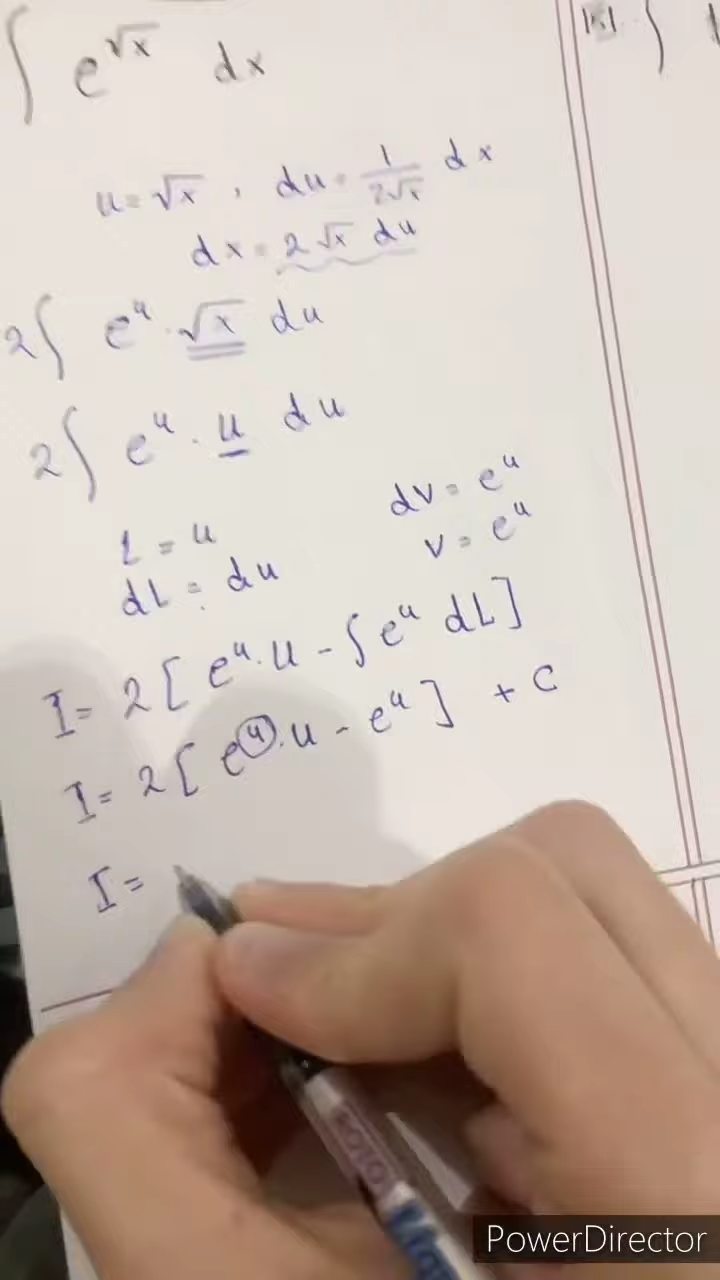 ∫ e^√x dx
u = √x , du = 1/(2√x) dx
dx = 2 √x du
2∫ e^u · √x du
2∫ e^u · u du
L = u
dv = e^u
dL = du
v = e^u
I = 2 [ e^u · u - ∫ e^u dL ]
I = 2 [ e^u · u - e^u ] + C
I =
PowerDirector